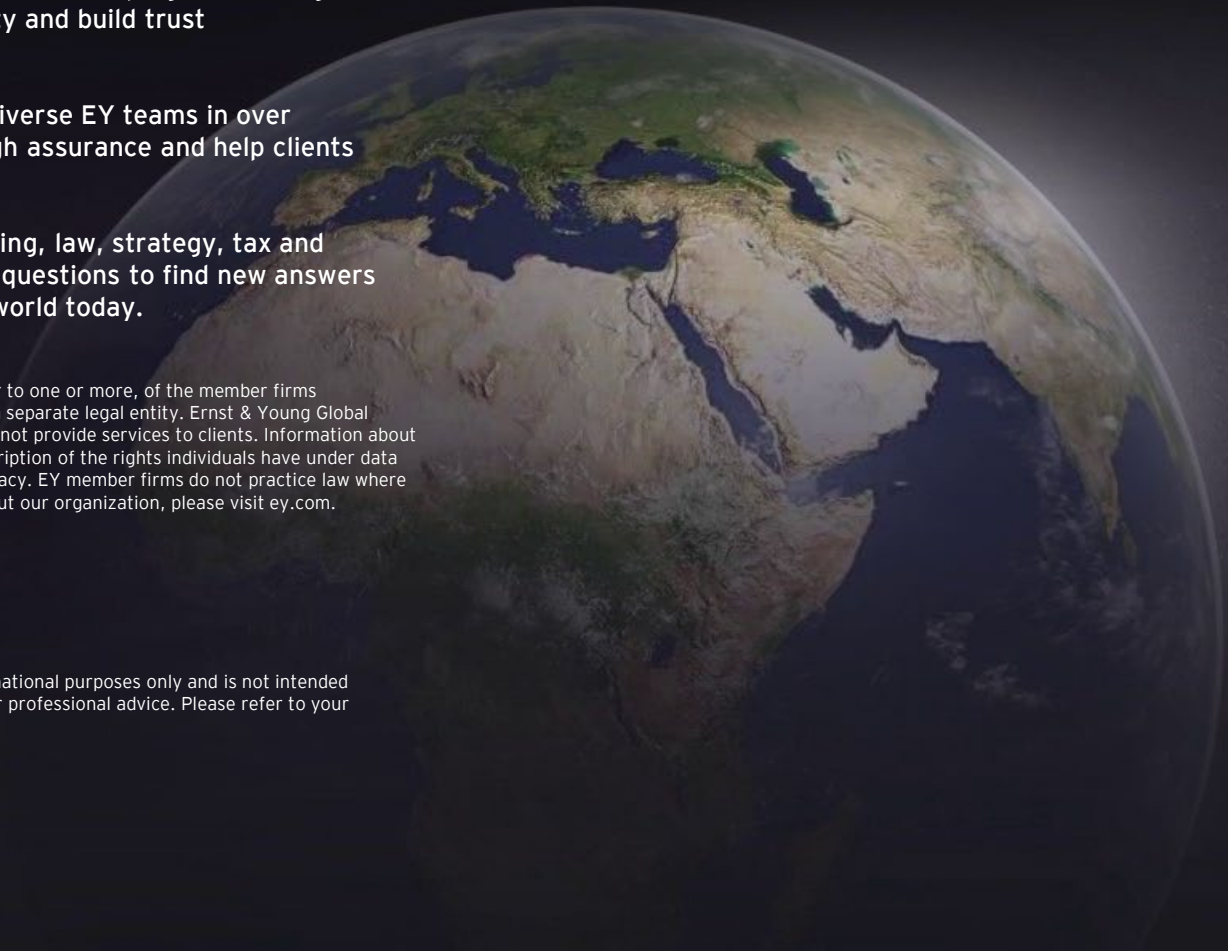 ty and build trust
iverse EY teams in over
gh assurance and help clients
ing, law, strategy, tax and
questions to find new answers
world today.
r to one or more, of the member firms
separate legal entity. Ernst & Young Global
not provide services to clients. Information about
ription of the rights individuals have under data
acy. EY member firms do not practice law where
ut our organization, please visit ey.com.
national purposes only and is not intended
r professional advice. Please refer to your